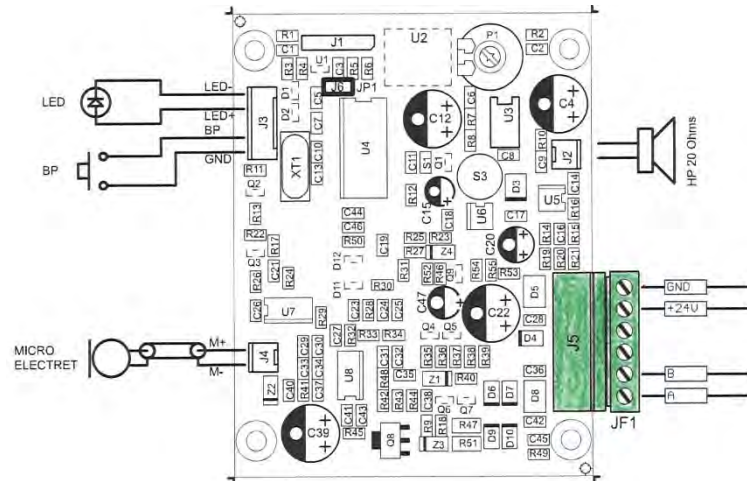 R1
C1
J1
U2
P1
R2
C2
R3
R4
U1
C3
R5
R6
J6
JP1
D1
D2
C5
C7
C12
C6
R7
R8
U3
C4
LED
LED-
LED+
BP
GND
J3
BP
XT1
C10
C13
U4
C11
S1
Q1
C8
R10
C9
J2
HP 20 Ohms
R11
Q2
R12
C15
S3
D3
C14
U5
R16
R13
C44
C46
R50
C19
C18
U6
C17
R22
R17
R25
R23
R27
Z4
C20
R14
C16
R15
Q3
R26
C21
R24
D12
D11
R31
R30
R52
R46
Q9
R54
R55
R53
R19
R20
R21
C26
U7
R29
C23
R28
C24
C25
C47
C22
D5
C28
GND
+24V
C27
R32
R33
R34
Q4
Q5
D4
J5
MICRO
ELECTRET
M+
M-
J4
C29
C30
C33
C34
R41
C37
C31
C32
R35
R36
R37
R38
R39
C36
B
A
Z2
C40
U8
R48
C35
Z1
R40
R42
R43
R44
C38
D6
D7
D8
JF1
C39
C41
C43
R45
Q8
Q6
Q7
R9
R18
R47
Z3
R51
D9
D10
C42
C45
R49